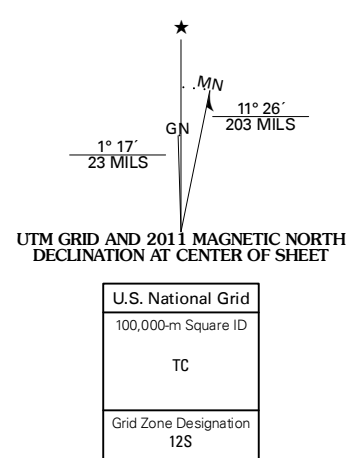 ★
MN
GN
11° 26´
203 MILS
1° 17´
23 MILS
UTM GRID AND 2011 MAGNETIC NORTH
DECLINATION AT CENTER OF SHEET
U.S. National Grid
100,000-m Square ID
TC
Grid Zone Designation
12S